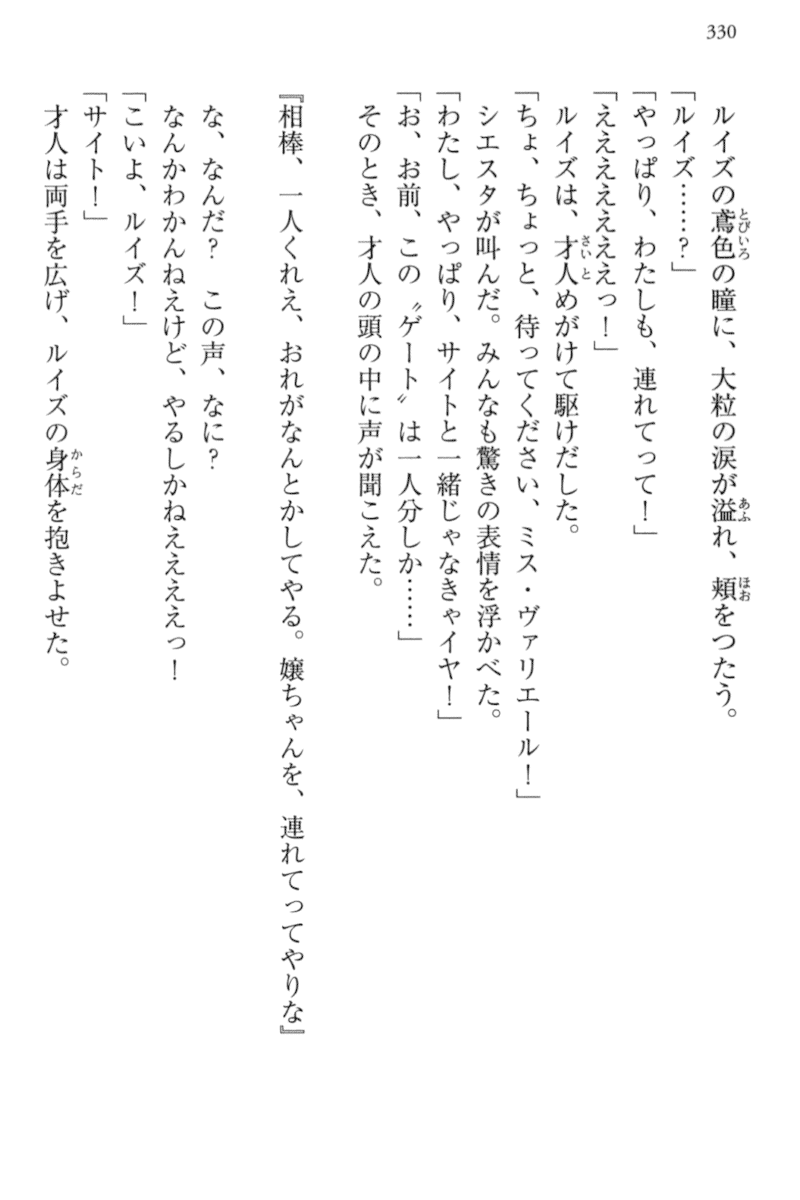 330
ルイズの鳶色の瞳に、大粒の涙が溢れ、頬をつたう。
「ルイズ……？」
「やっぱり、わたしも、連れてって！」
「えええええええっ！」
ルイズは、才人めがけて駆けだした。
「ちょ、ちょっと、待ってください、ミス・ヴァリエール！」
シエスタが叫んだ。みんなも驚きの表情を浮かべた。
「わたし、やっぱり、サイトと一緒じゃなきゃイヤ！」
「お、お前、この〝ゲート〟は一人分しか……」
そのとき、才人の頭の中に声が聞こえた。
『相棒、一人くれえ、おれがなんとかしてやる。嬢ちゃんを、連れてってやりな』
な、なんだ？　この声、なに？
なんかわかんねえけど、やるしかねえええええっ！
「こいよ、ルイズ！」
「サイト！」
才人は両手を広げ、ルイズの身体を抱きよせた。